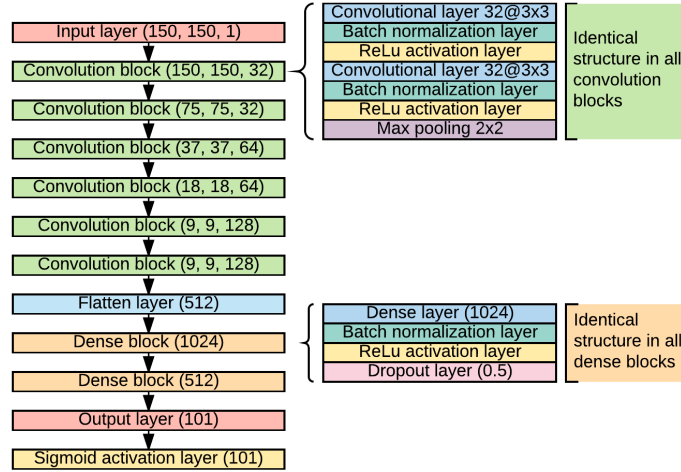 Input layer (150, 150, 1)
Convolution block (150, 150, 32)
Convolution block (75, 75, 32)
Convolution block (37, 37, 64)
Convolution block (18, 18, 64)
Convolution block (9, 9, 128)
Convolution block (9, 9, 128)
Flatten layer (512)
Dense block (1024)
Dense block (512)
Output layer (101)
Sigmoid activation layer (101)
Convolutional layer 32@3x3
Batch normalization layer
ReLu activation layer
Convolutional layer 32@3x3
Batch normalization layer
ReLu activation layer
Max pooling 2x2
Identical
structure in all
convolution
blocks
Dense layer (1024)
Batch normalization layer
ReLu activation layer
Dropout layer (0.5)
Identical
structure in all
dense blocks